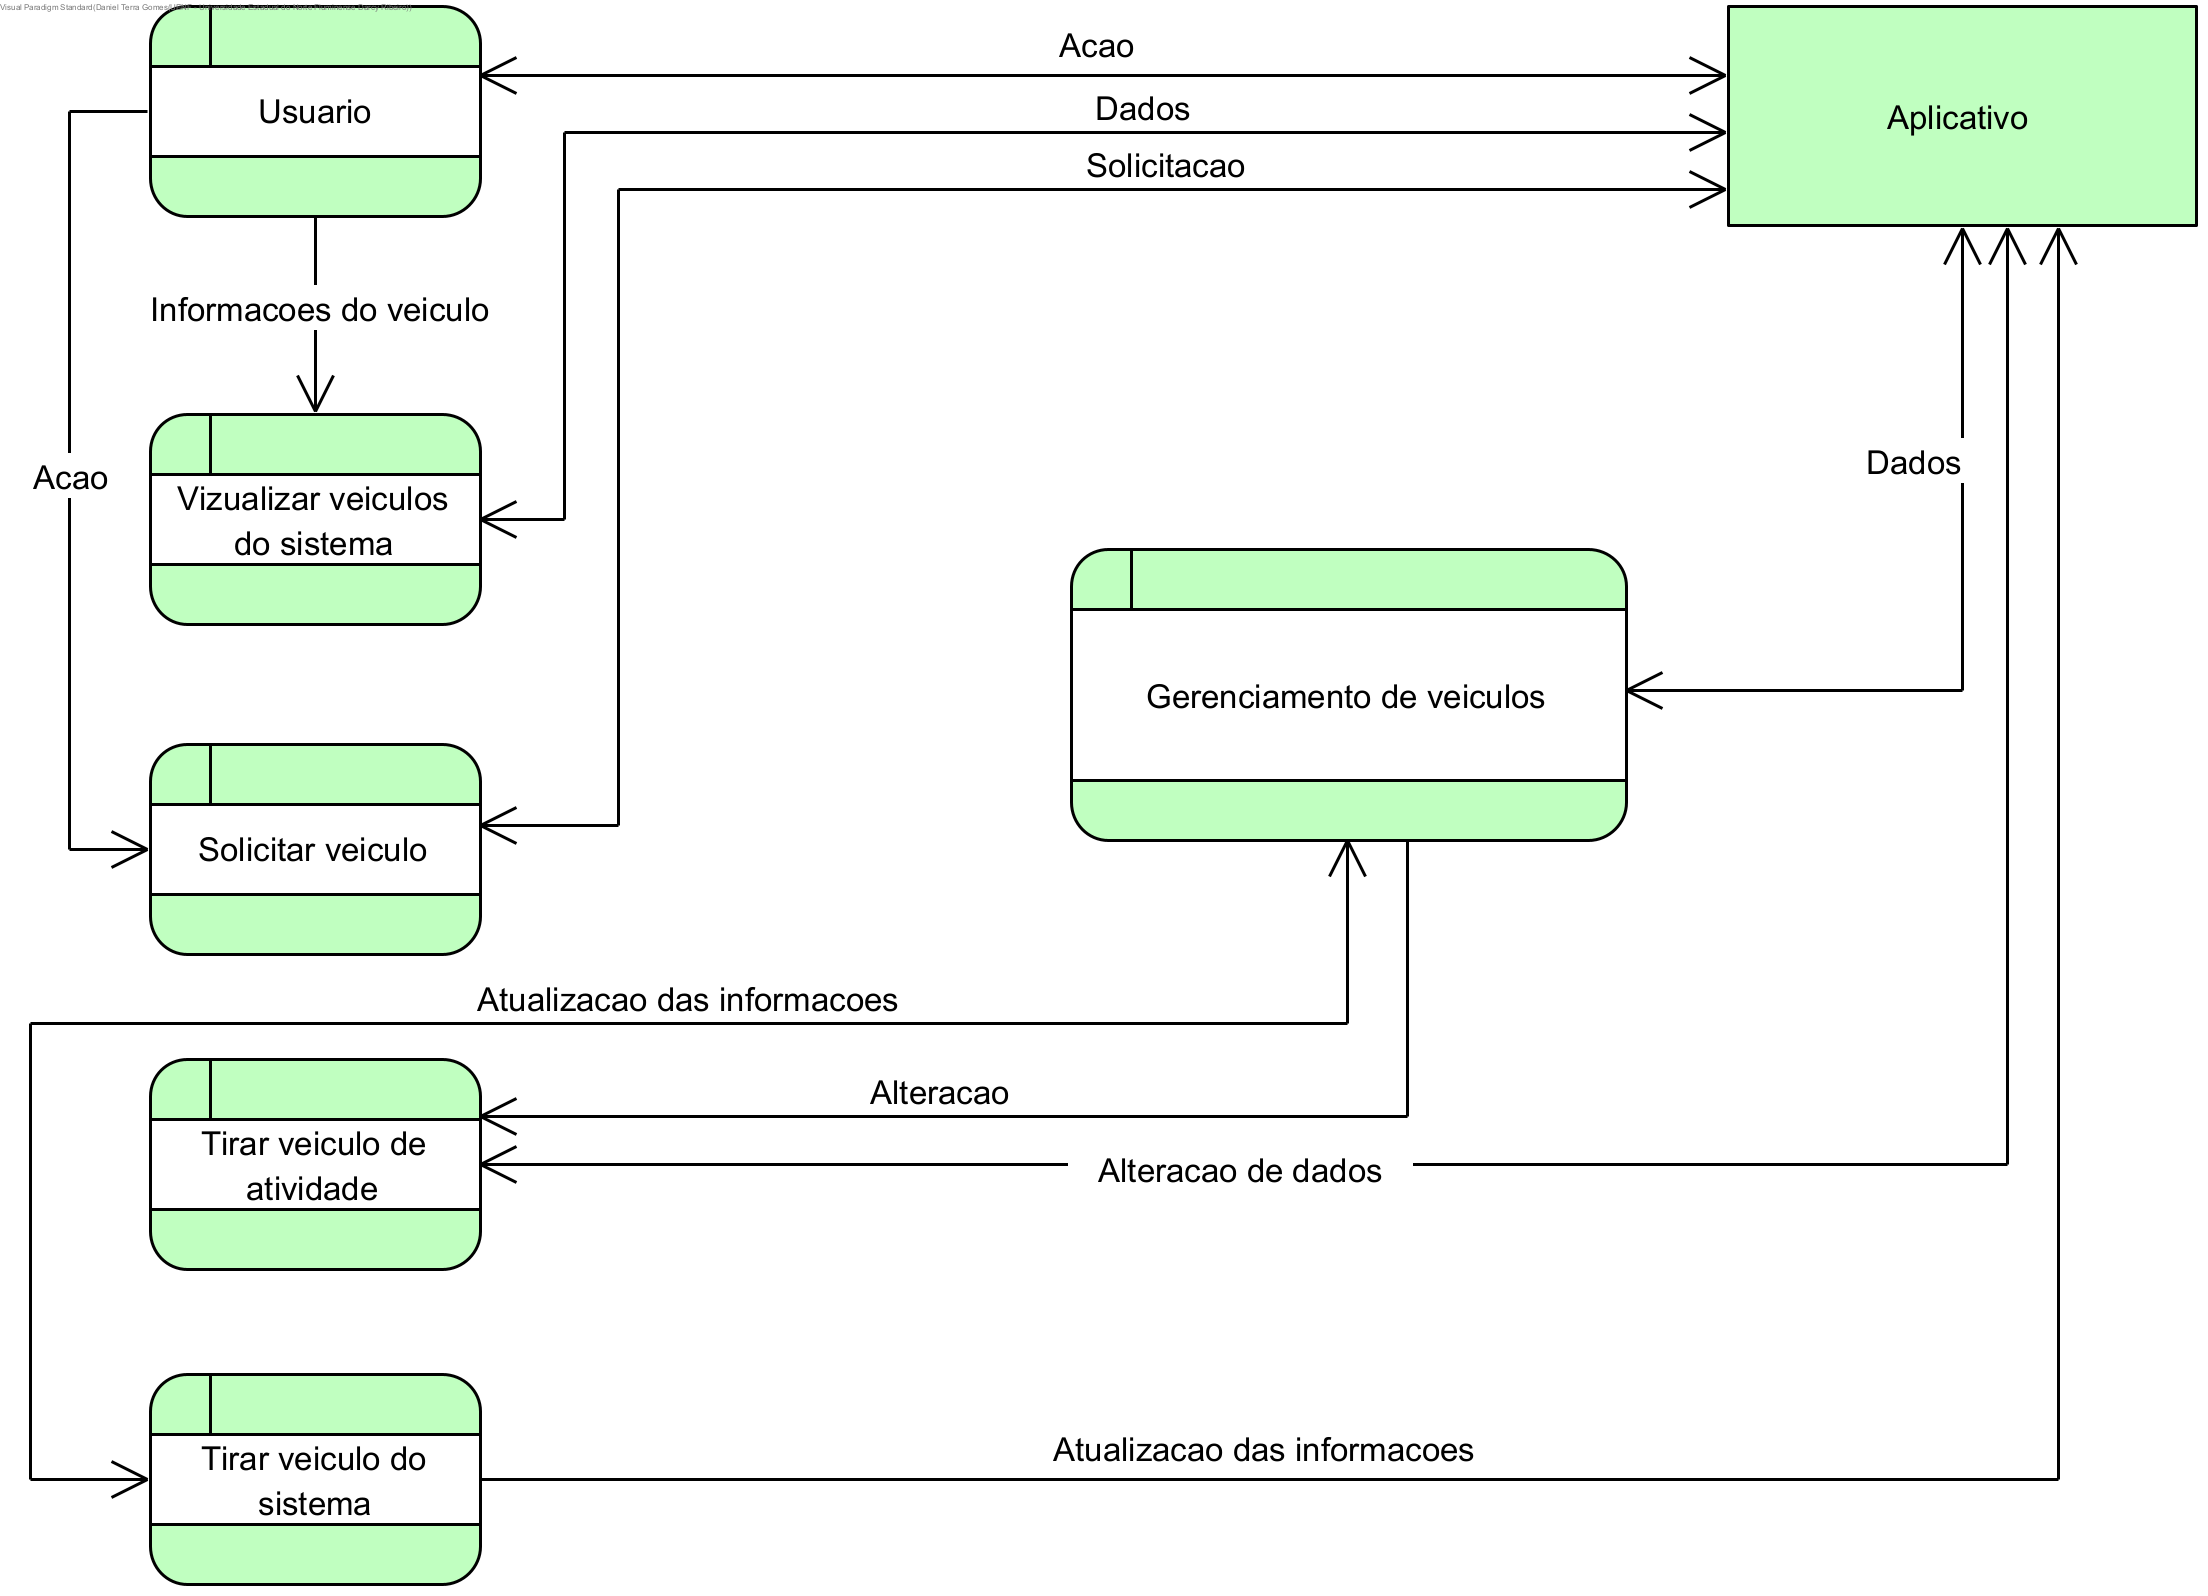 Visual Paradigm Standard(Daniel Terra Gomes(
Acao
Usuario
Dados
Aplicativo
Solicitacao
Informacoes do veiculo
Acao
Dados
Vizualizar veiculos
do sistema
Gerenciamento de veiculos
Solicitar veiculo
Atualizacao das informacoes
Alteracao
Tirar veiculo de
atividade
Alteracao de dados
Atualizacao das informacoes
Tirar veiculo do
sistema